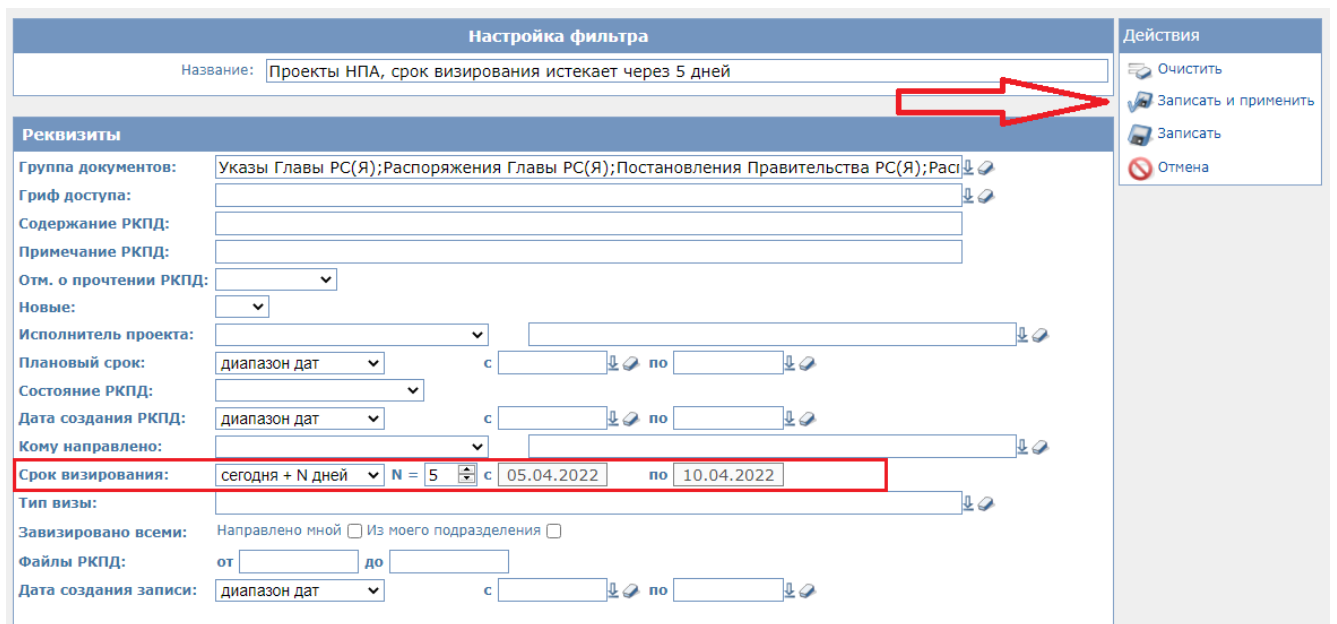 Настройка фильтра
Название: Проекты НПА, срок визирования истекает через 5 дней
Действия
Очистить
Записать и применить
Записать
Отмена
Реквизиты
Группа документов: Указы Главы РС(Я);Распоряжения Главы РС(Я);Постановления Правительства РС(Я);Рас
Гриф доступа:
Содержание РКПД:
Примечание РКПД:
Отм. о прочтении РКПД:
Новые:
Исполнитель проекта:
Плановый срок: диапазон дат с по
Состояние РКПД:
Дата создания РКПД: диапазон дат с по
Кому направлено:
Срок визирования: сегодня + N дней N = 5 с 05.04.2022 по 10.04.2022
Тип визы:
Завизировано всеми: Направлено мной Из моего подразделения
Файлы РКПД: от до
Дата создания записи: диапазон дат с по